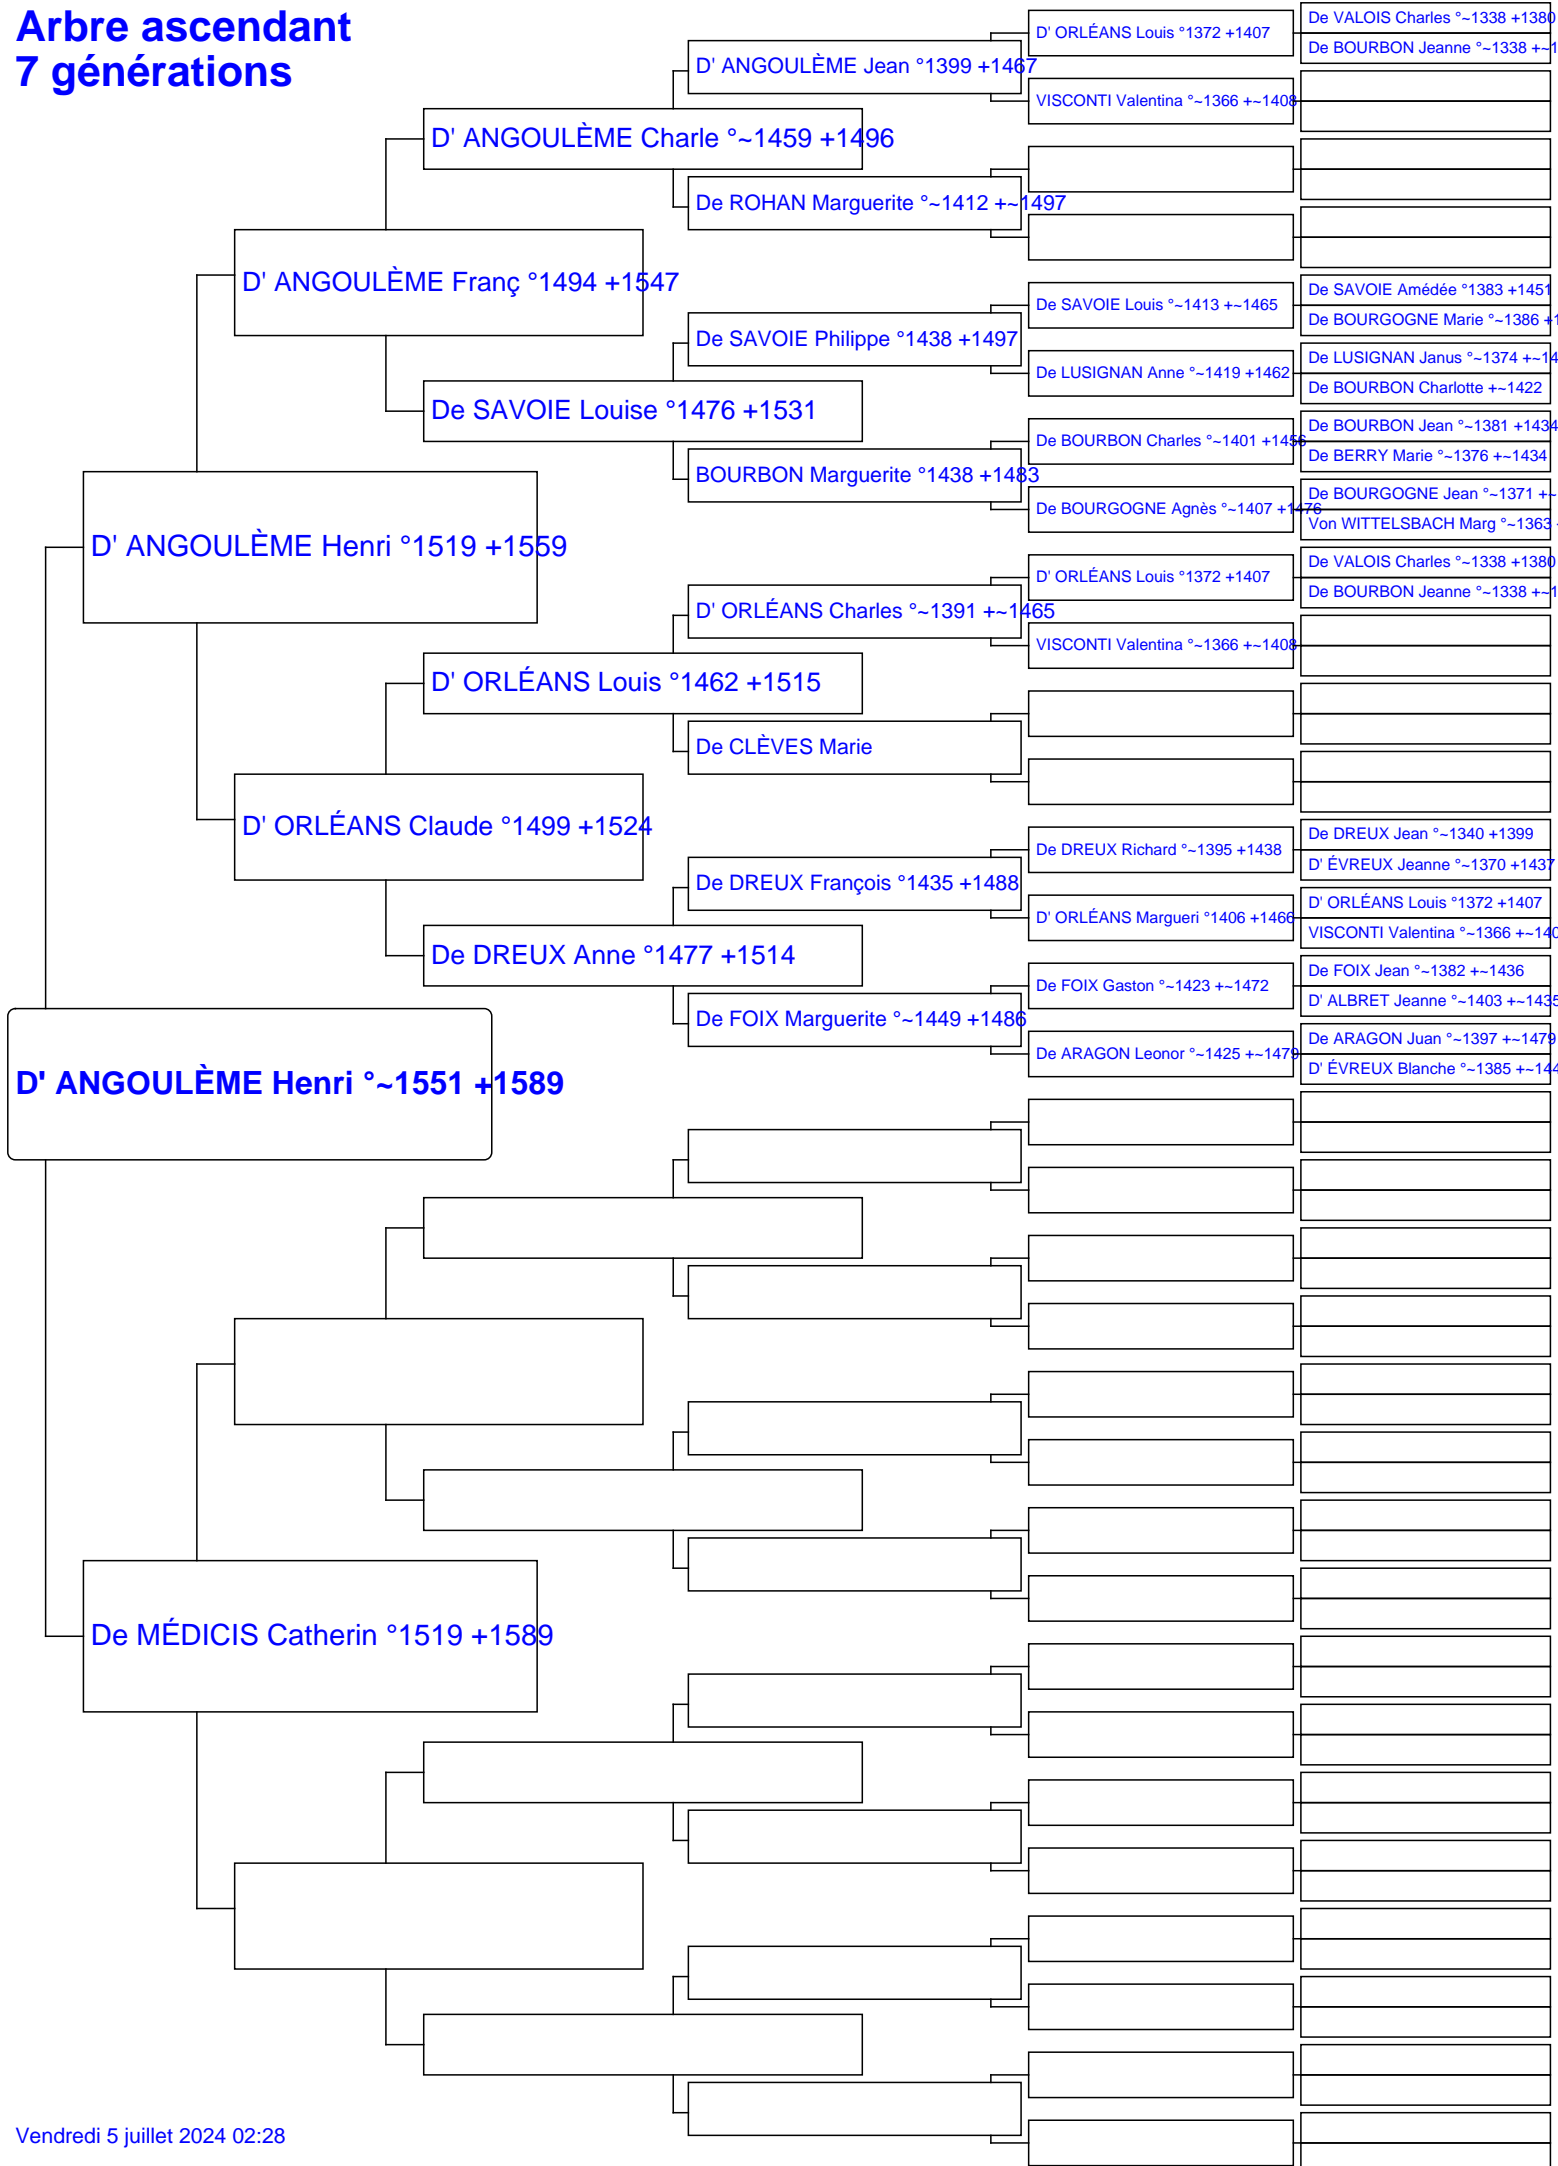 Arbre ascendant
7 générations
D' ANGOULÈME Henri °~1551 +1589
D' ANGOULÈME Henri °1519 +1559
De MÉDICIS Catherin °1519 +1589
D' ANGOULÈME Franç °1494 +1547
D' ORLÉANS Claude °1499 +1524
D' ANGOULÈME Charle °~1459 +1496
De SAVOIE Louise °1476 +1531
D' ORLÉANS Louis °1462 +1515
De DREUX Anne °1477 +1514
D' ANGOULÈME Jean °1399 +1467
De ROHAN Marguerite °~1412 +~1497
De SAVOIE Philippe °1438 +1497
BOURBON Marguerite °1438 +1483
D' ORLÉANS Charles °~1391 +~1465
De CLÈVES Marie
De DREUX François °1435 +1488
De FOIX Marguerite °~1449 +1486
D' ORLÉANS Louis °1372 +1407
VISCONTI Valentina °~1366 +~1408
De SAVOIE Louis °~1413 +~1465
De LUSIGNAN Anne °~1419 +1462
De BOURBON Charles °~1401 +1456
De BOURGOGNE Agnès °~1407 +1476
D' ORLÉANS Louis °1372 +1407
VISCONTI Valentina °~1366 +~1408
De DREUX Richard °~1395 +1438
D' ORLÉANS Margueri °1406 +1466
De FOIX Gaston °~1423 +~1472
De ARAGON Leonor °~1425 +~1479
De VALOIS Charles °~1338 +1380
De BOURBON Jeanne °~1338 +~1
De SAVOIE Amédée °1383 +1451
De BOURGOGNE Marie °~1386 +1
De LUSIGNAN Janus °~1374 +~14
De BOURBON Charlotte +~1422
De BOURBON Jean °~1381 +1434
De BERRY Marie °~1376 +~1434
De BOURGOGNE Jean °~1371 +~
Von WITTELSBACH Marg °~1363
De VALOIS Charles °~1338 +1380
De BOURBON Jeanne °~1338 +~1
De DREUX Jean °~1340 +1399
D' ÉVREUX Jeanne °~1370 +1437
D' ORLÉANS Louis °1372 +1407
VISCONTI Valentina °~1366 +~140
De FOIX Jean °~1382 +~1436
D' ALBRET Jeanne °~1403 +~1435
De ARAGON Juan °~1397 +~1479
D' ÉVREUX Blanche °~1385 +~144
Vendredi 5 juillet 2024 02:28